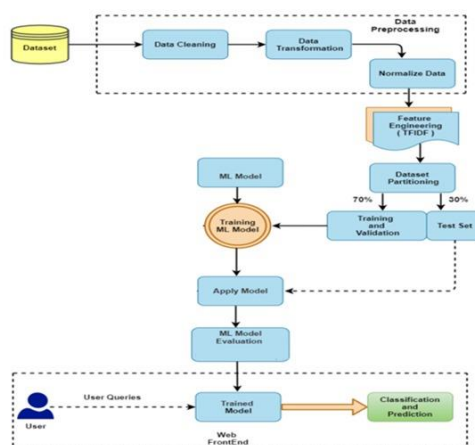 Data
Preprocessing
Dataset
Data Cleaning
Data
Transformation
Normalize Data
Feature
Engineering
( TFIDF )
Dataset
Partitioning
70%
30%
ML Model
Training
ML Model
Training
and
Validation
Test Set
Apply Model
ML Model
Evaluation
User Queries
User
Trained
Model
Classification
and
Prediction
Web
FrontEnd